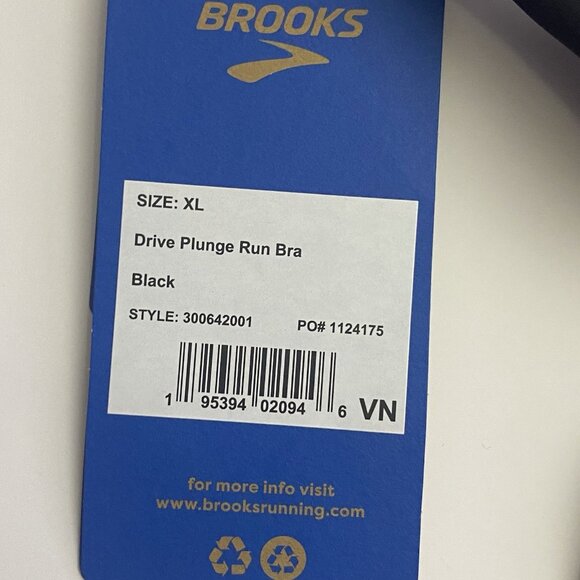 BROOKS
SIZE: XL
Drive Plunge Run Bra
Black
STYLE: 300642001 PO# 1124175
1 95394 02094 6 VN
for more info visit
www.brooksrunning.com